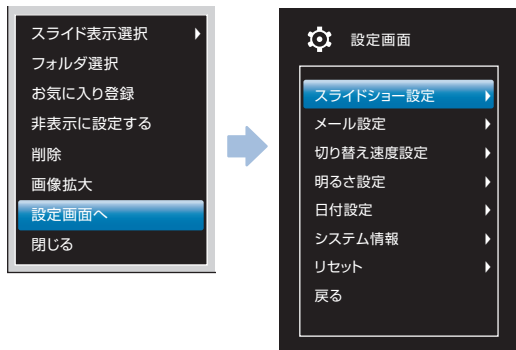 スライド表示選択
フォルダ選択
お気に入り登録
非表示に設定する
削除
画像拡大
設定画面へ
閉じる
設定画面
スライドショー設定
メール設定
切り替え速度設定
明るさ設定
日付設定
システム情報
リセット
戻る